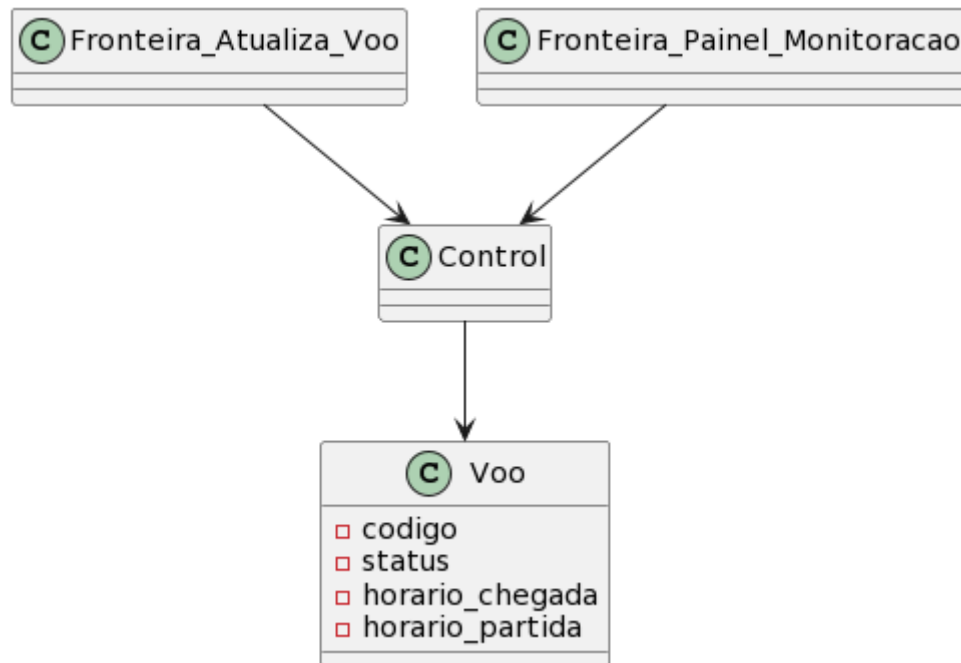 C Fronteira_Atualiza_Voo
C Fronteira_Painel_Monitoracao
C Control
C Voo
codigo
status
horario_chegada
horario_partida